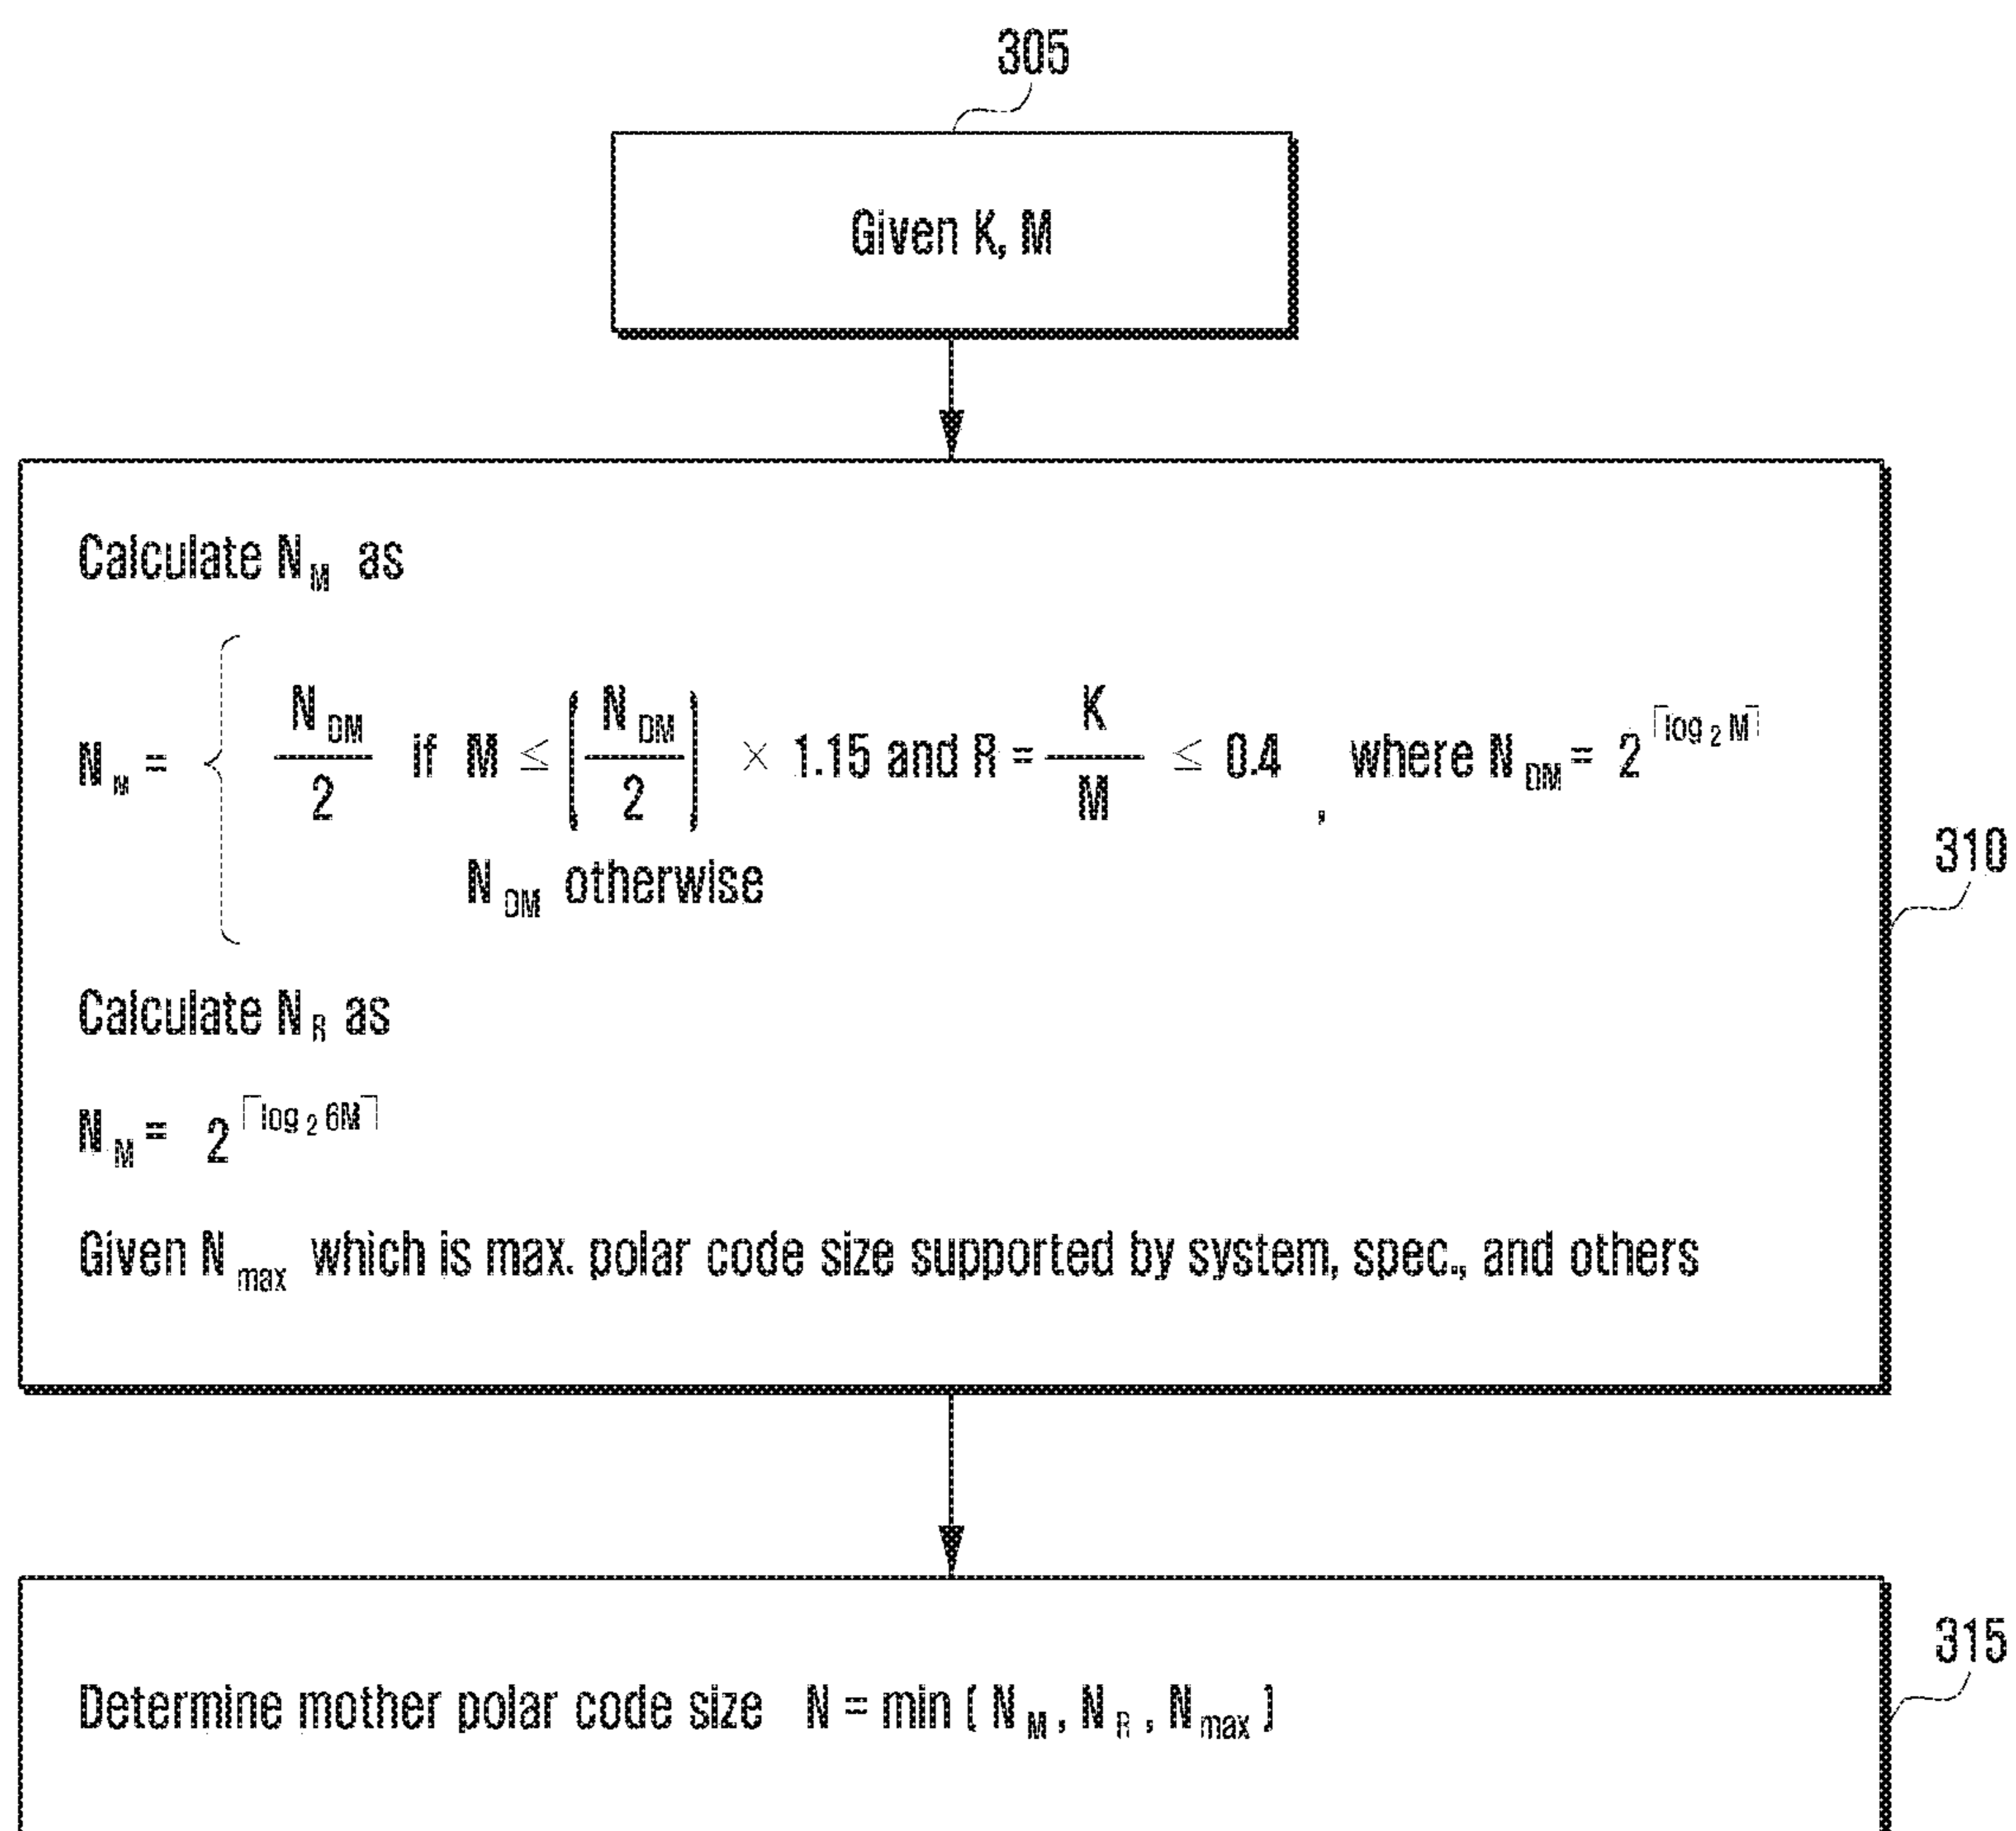 305
Given K, M
Calculate N_M as
N_M = { N_DM / 2 if M ≤ (N_DM / 2) × 1.15 and R = K / M ≤ 0.4 , where N_DM = 2^⌈log_2 M⌉
N_DM otherwise
310
Calculate N_R as
N_M = 2^⌈log_2 6M⌉
Given N_max which is max. polar code size supported by system, spec., and others
315
Determine mother polar code size N = min ( N_M , N_R , N_max )